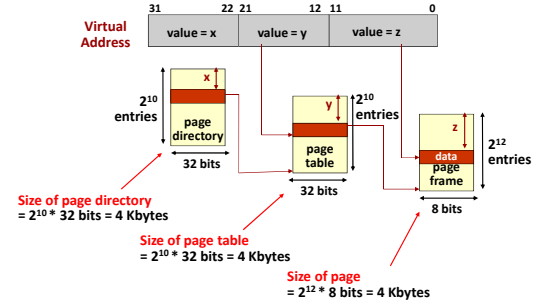 31 22 21 12 11 0
Virtual
Address
value = x value = y value = z
x
2^10
entries
page
directory
32 bits
y
2^10
entries
page
table
32 bits
z
data
page
frame
2^12
entries
8 bits
Size of page directory
= 2^10 * 32 bits = 4 Kbytes
Size of page table
= 2^10 * 32 bits = 4 Kbytes
Size of page
= 2^12 * 8 bits = 4 Kbytes